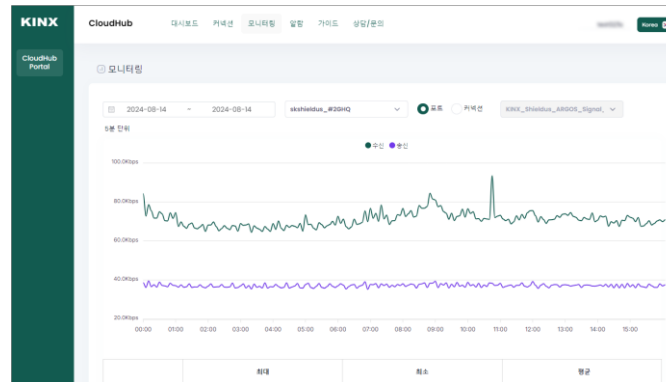 KINX
CloudHub
대시보드 커넥션 모니터링 알람 가이드 상담/문의
Korea
CloudHub
Portal
모니터링
2024-08-14 ~ 2024-08-14 skshieldus_#2GHQ 포트 커넥션 KINX_Shieldus_ARGOS_Signal,
5분 단위
수신 송신
100.0Kbps
80.0Kbps
60.0Kbps
40.0Kbps
20.0Kbps
00:00 01:00 02:00 03:00 04:00 05:00 06:00 07:00 08:00 09:00 10:00 11:00 12:00 13:00 14:00 15:00
최대 최소 평균